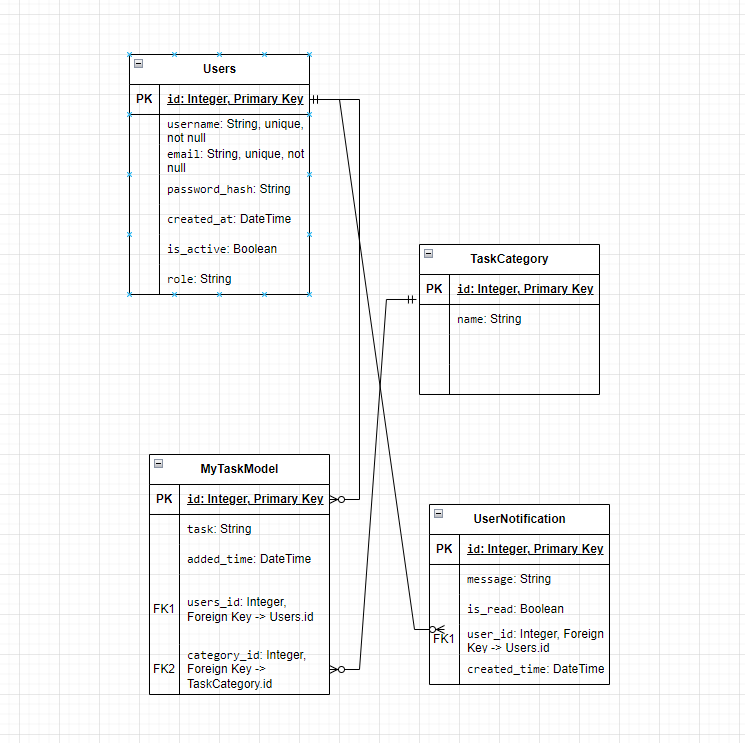 Users
PK
id: Integer, Primary Key
username: String, unique,
not null
email: String, unique, not
null
password_hash: String
created_at: DateTime
is_active: Boolean
role: String
TaskCategory
PK
id: Integer, Primary Key
name: String
MyTaskModel
PK
id: Integer, Primary Key
task: String
added_time: DateTime
FK1
users_id: Integer,
Foreign Key -> Users.id
FK2
category_id: Integer,
Foreign Key ->
TaskCategory.id
UserNotification
PK
id: Integer, Primary Key
message: String
is_read: Boolean
FK1
user_id: Integer, Foreign
Key -> Users.id
created_time: DateTime